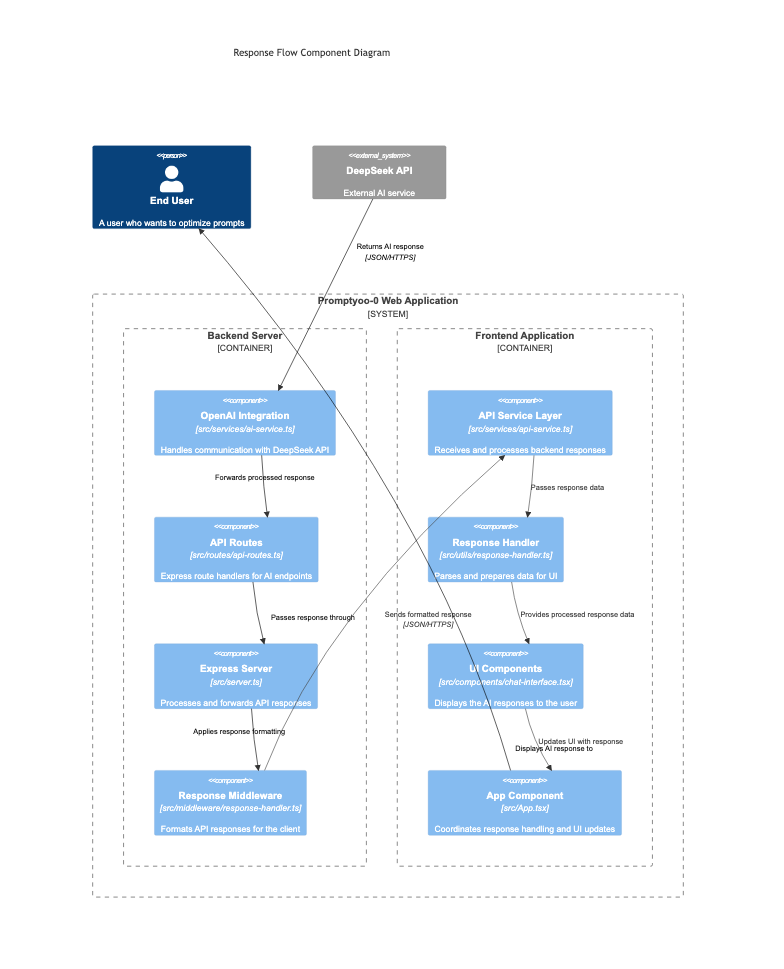 Response Flow Component Diagram
<<person>>
End User
A user who wants to optimize prompts
<<external_system>>
DeepSeek API
External AI service
Returns AI response
[JSON/HTTPS]
Promptyoo-0 Web Application
[SYSTEM]
Backend Server
[CONTAINER]
<<component>>
OpenAI Integration
[src/services/ai-service.ts]
Handles communication with DeepSeek API
Forwards processed response
<<component>>
API Routes
[src/routes/api-routes.ts]
Express route handlers for AI endpoints
Passes response through
<<component>>
Express Server
[src/server.ts]
Processes and forwards API responses
Applies response formatting
<<component>>
Response Middleware
[src/middleware/response-handler.ts]
Formats API responses for the client
Sends formatted response
[JSON/HTTPS]
Frontend Application
[CONTAINER]
<<component>>
API Service Layer
[src/services/api-service.ts]
Receives and processes backend responses
Passes response data
<<component>>
Response Handler
[src/utils/response-handler.ts]
Parses and prepares data for UI
Provides processed response data
<<component>>
UI Components
[src/components/chat-interface.tsx]
Displays the AI responses to the user
Updates UI with response
Displays AI response to
<<component>>
App Component
[src/App.tsx]
Coordinates response handling and UI updates